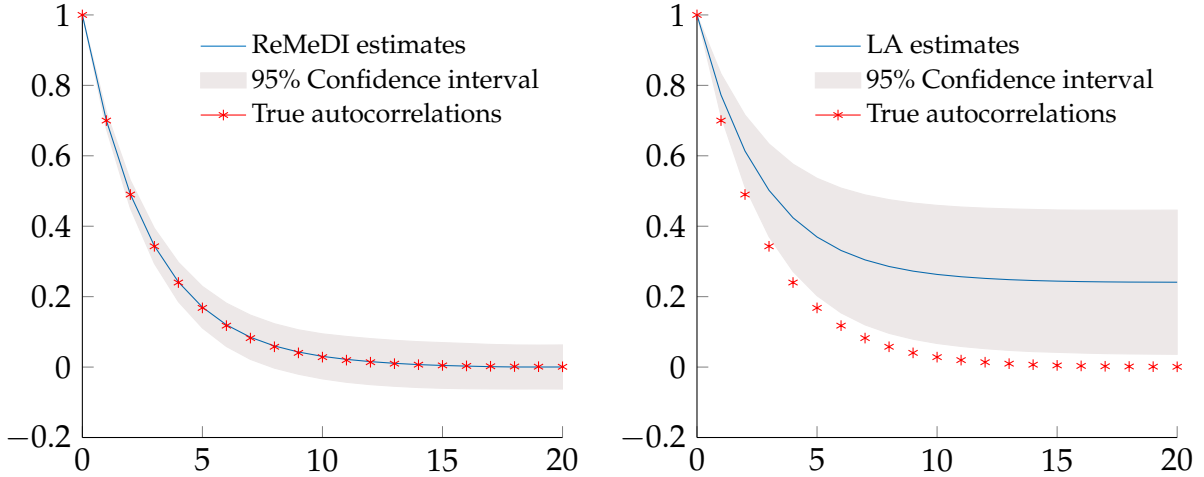 1
0.8
0.6
0.4
0.2
0
−0.2
0 5 10 15 20
ReMeDI estimates
95% Confidence interval
True autocorrelations
1
0.8
0.6
0.4
0.2
0
−0.2
0 5 10 15 20
LA estimates
95% Confidence interval
True autocorrelations